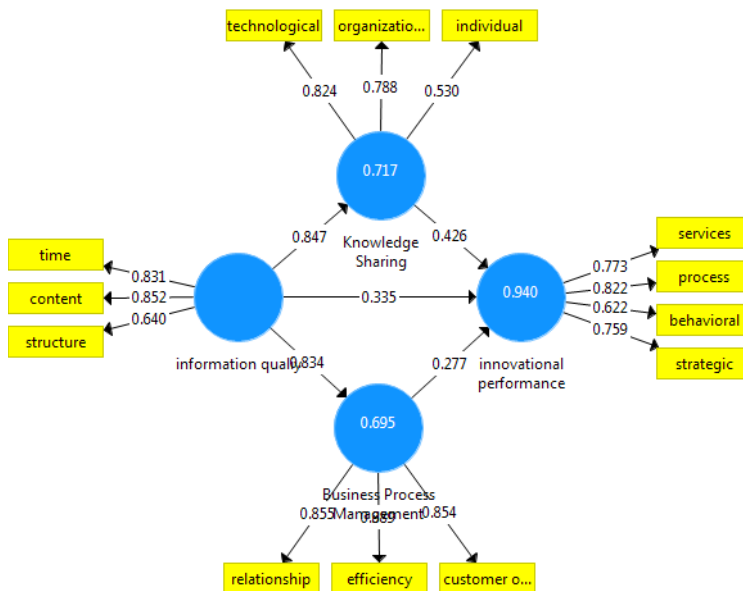 technological
organizatio...
individual
0.824
0.788
0.530
0.717
Knowledge
Sharing
0.847
0.426
time
content
structure
0.831
0.852
0.640
information quality
0.335
0.940
innovational
performance
0.773
0.822
0.622
0.759
services
process
behavioral
strategic
0.834
0.277
0.695
Business Process
Management
0.855
0.854
relationship
efficiency
customer o...